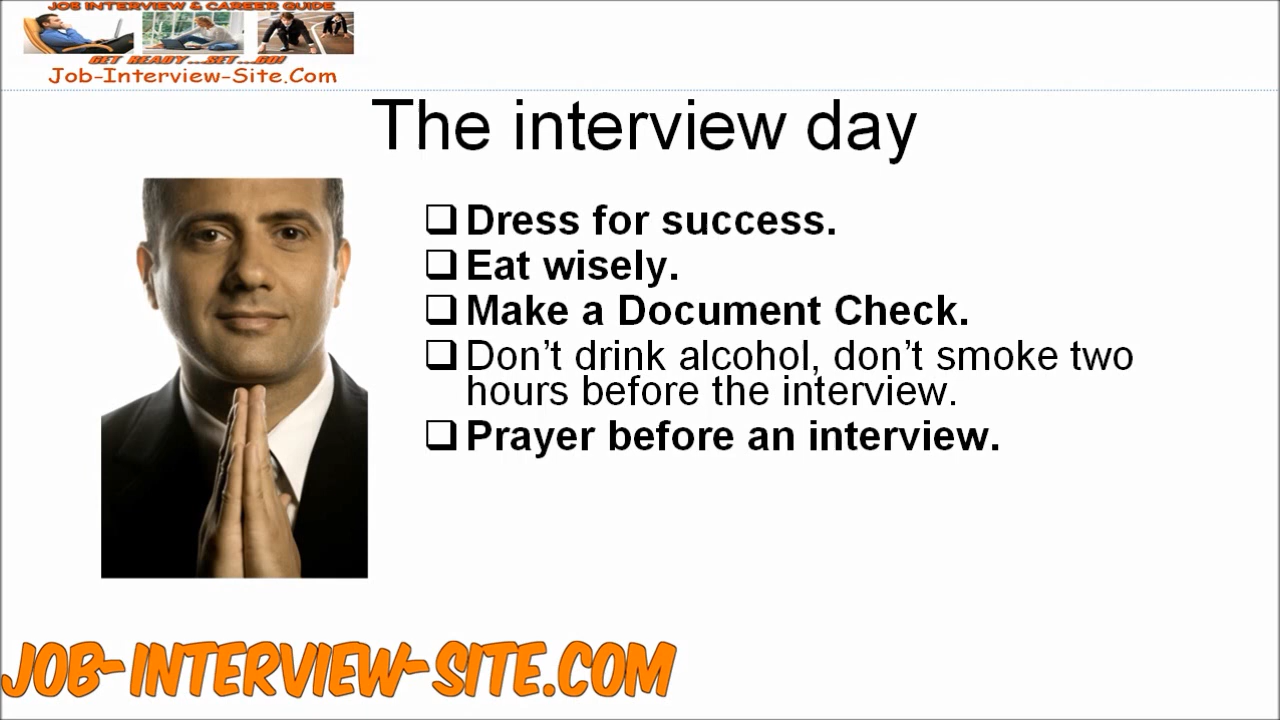 JOB INTERVIEW & CAREER GUIDE
GET READY...SET...GO!
Job-Interview-Site.Com
The interview day
Dress for success.
Eat wisely.
Make a Document Check.
Don't drink alcohol, don't smoke two
hours before the interview.
Prayer before an interview.
JOB-INTERVIEW-SITE.COM